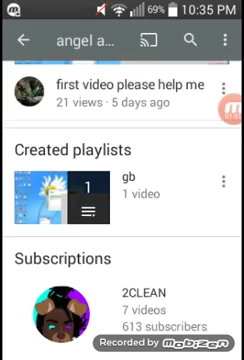 69% 10:35 PM
angel a...
first video please help me
21 views · 5 days ago
Created playlists
1
gb
1 video
Subscriptions
2CLEAN
7 videos
613 subscribers
Recorded by mobizen